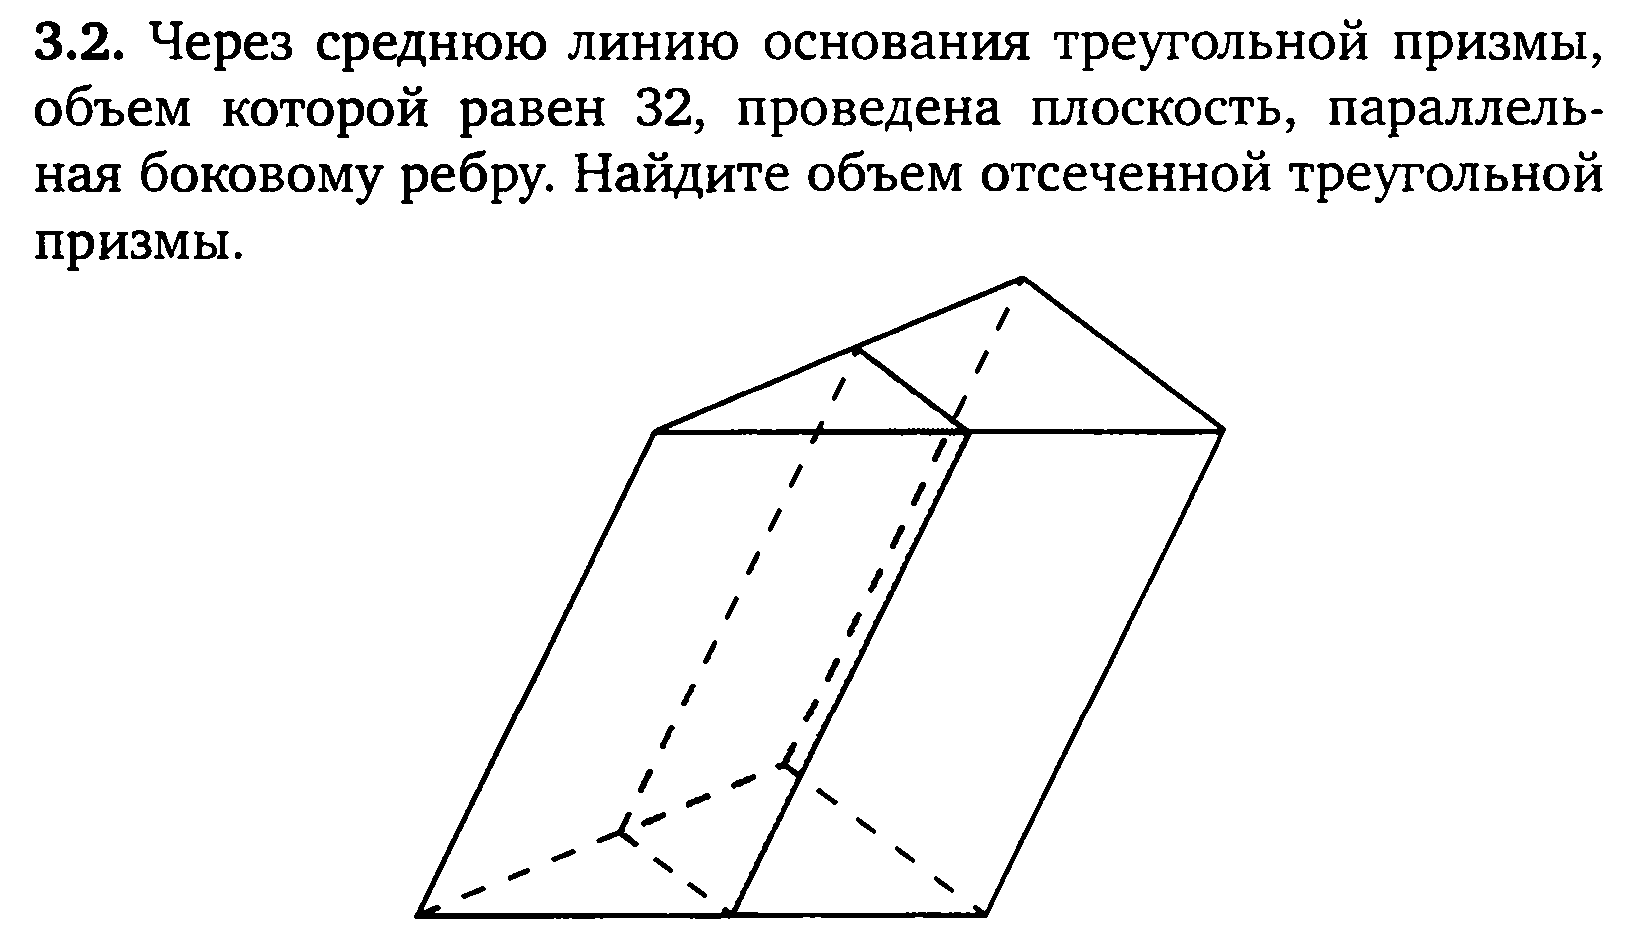 3.2. Через среднюю линию основания треугольной призмы,
объем которой равен 32, проведена плоскость, параллель-
ная боковому ребру. Найдите объем отсеченной треугольной
призмы.